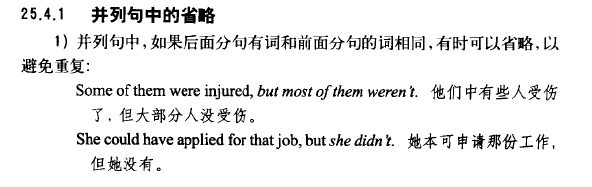 25.4.1 并列句中的省略
1) 并列句中,如果后面分句有词和前面分句的词相同,有时可以省略,以
避免重复:
Some of them were injured, but most of them weren't. 他们中有些人受伤
了,但大部分人没受伤。
She could have applied for that job, but she didn't. 她本可申请那份工作,
但她没有。